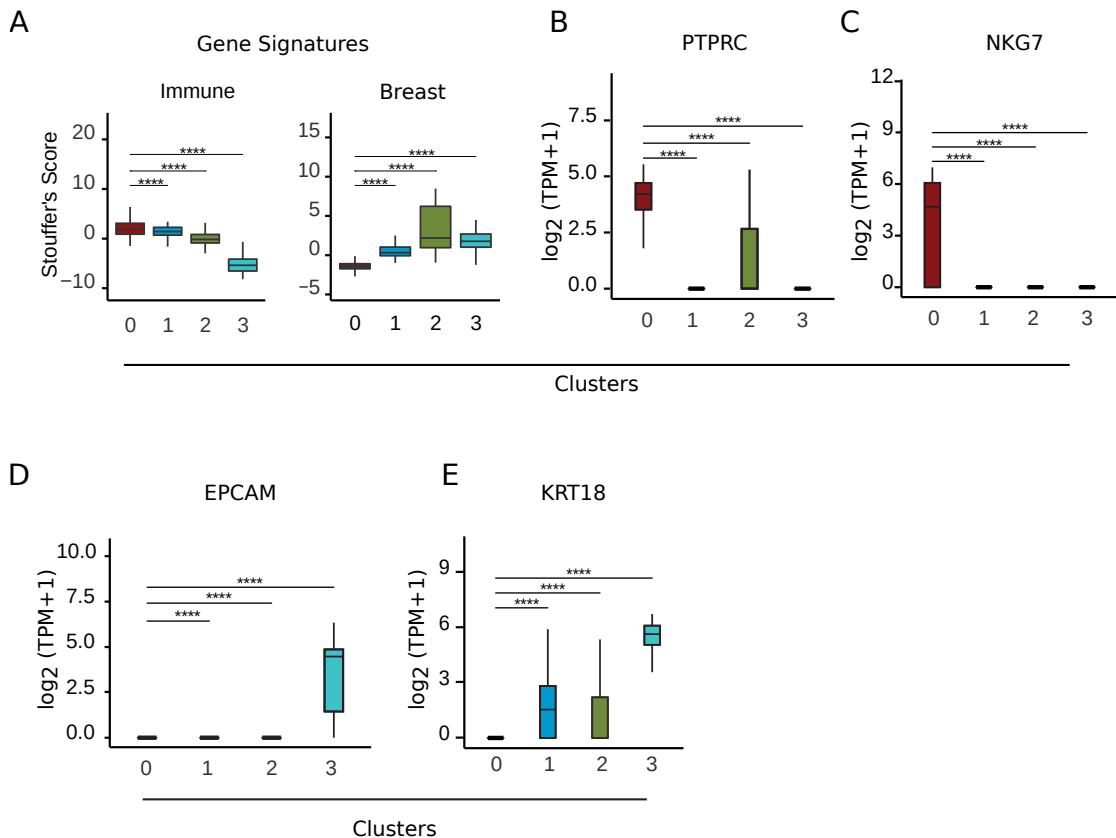 A
Gene Signatures
Immune
Breast
Stouffer's Score
20
10
0
−10
**** 
**** 
****
0 1 2 3
15
10
5
0
−5
****
****
****
0 1 2 3
B
PTPRC
log2 (TPM+1)
7.5
5.0
2.5
0.0
****
****
****
0 1 2 3
C
NKG7
log2 (TPM+1)
12
9
6
3
0
****
****
****
0 1 2 3
Clusters
D
EPCAM
log2 (TPM+1)
10.0
7.5
5.0
2.5
0.0
****
****
****
0 1 2 3
E
KRT18
log2 (TPM+1)
9
6
3
0
****
****
****
0 1 2 3
Clusters